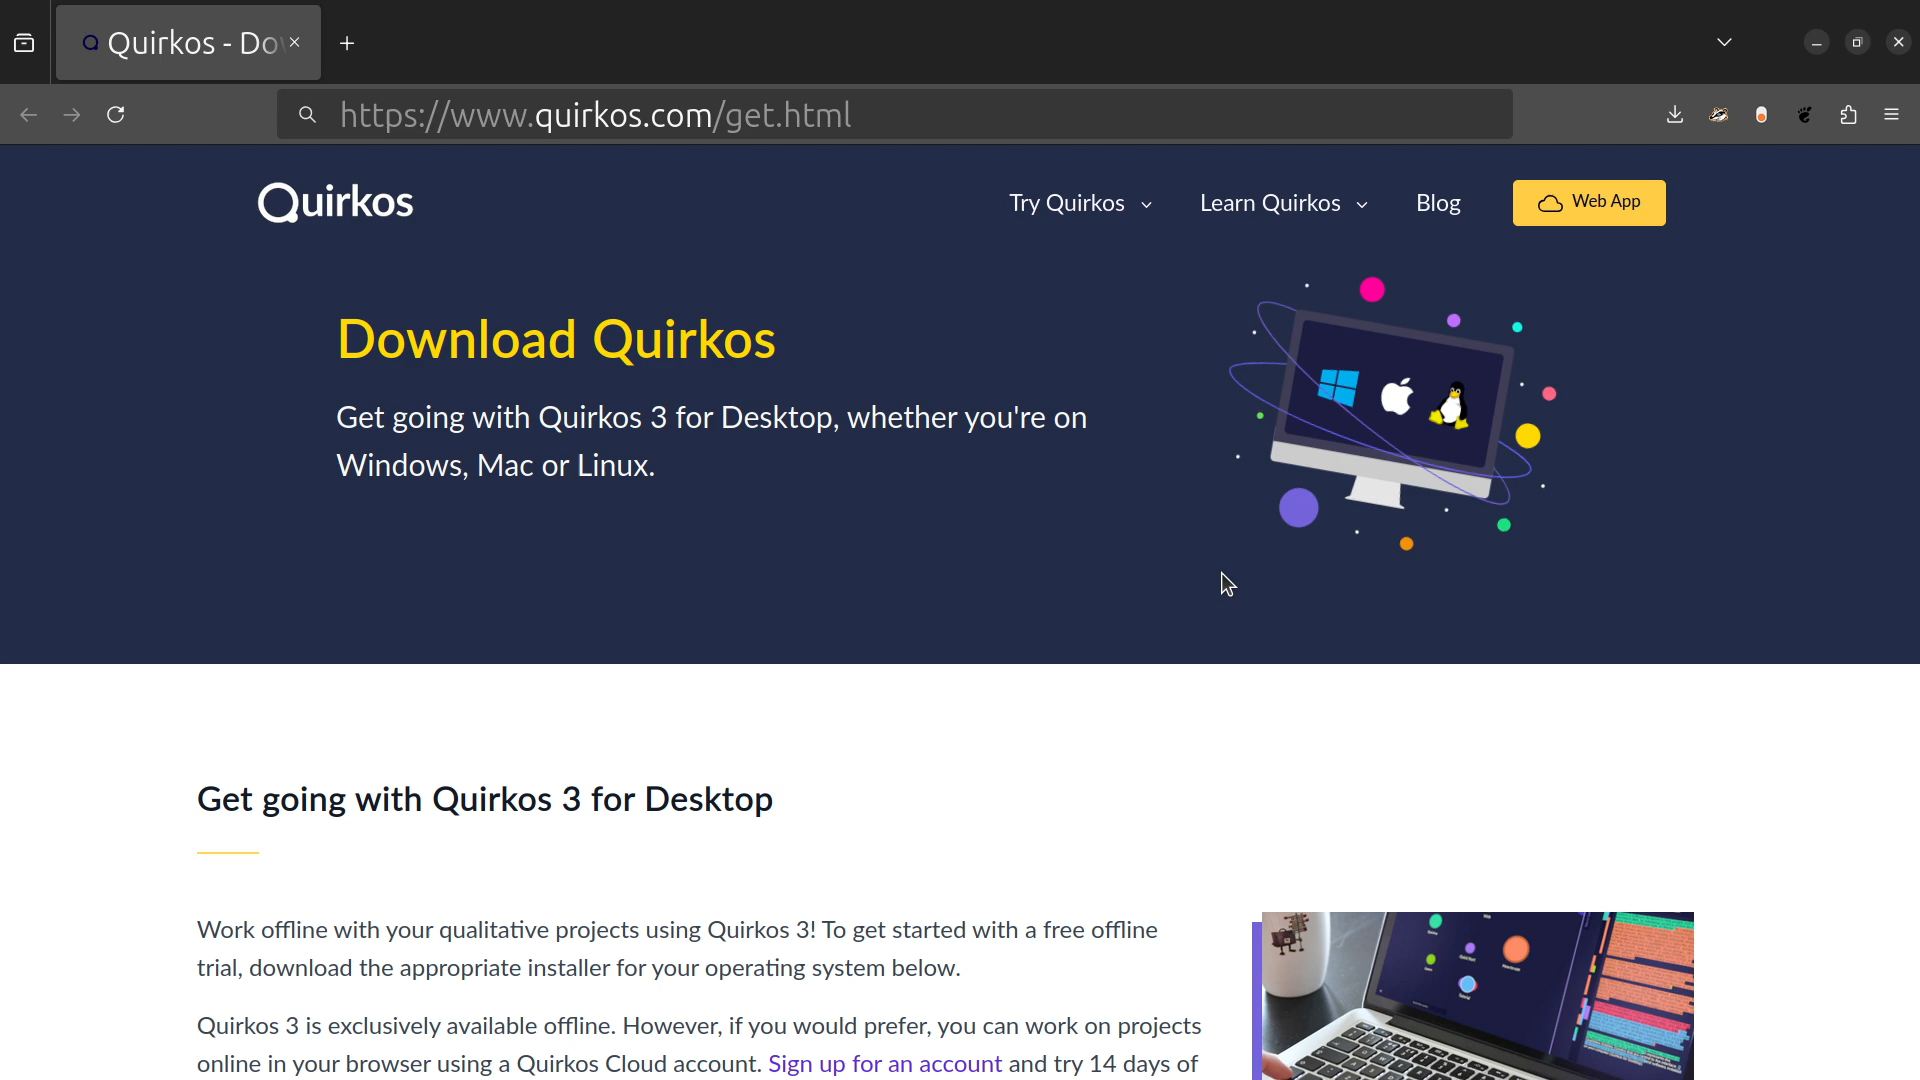 Quirkos - Do
https://www.quirkos.com/get.html
Quirkos
Try Quirkos
Learn Quirkos
Blog
Web App
Download Quirkos
Get going with Quirkos 3 for Desktop, whether you're on
Windows, Mac or Linux.
Get going with Quirkos 3 for Desktop
Work offline with your qualitative projects using Quirkos 3! To get started with a free offline
trial, download the appropriate installer for your operating system below.
Quirkos 3 is exclusively available offline. However, if you would prefer, you can work on projects
online in your browser using a Quirkos Cloud account. Sign up for an account and try 14 days of